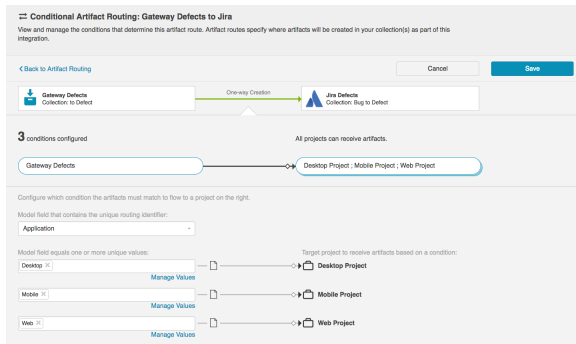 Conditional Artifact Routing: Gateway Defects to Jira
View and manage the conditions that determine this artifact route. Artifact routes specify where artifacts will be created in your collection(s) as part of this
integration.
Back to Artifact Routing
Cancel
Save
Gateway Defects
Collection: to Defect
One-way Creation
Jira Defects
Collection: Bug to Defect
3 conditions configured
All projects can receive artifacts.
Gateway Defects
Desktop Project ; Mobile Project ; Web Project
Configure which condition the artifacts must match to flow to a project on the right.
Model field that contains the unique routing identifier:
Application
Model field equals one or more unique values:
Target project to receive artifacts based on a condition:
Desktop ×
Desktop Project
Manage Values
Mobile ×
Mobile Project
Manage Values
Web ×
Web Project
Manage Values